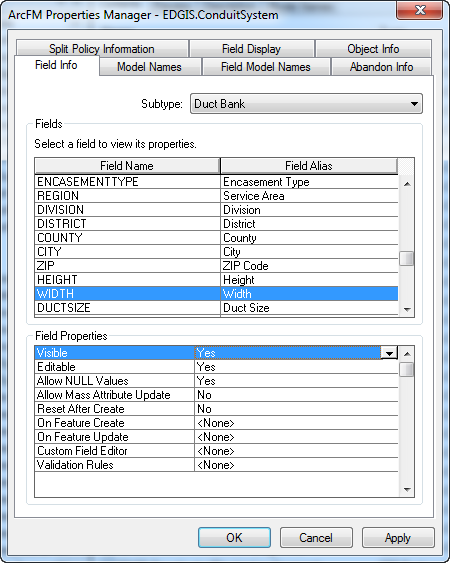 ArcFM Properties Manager - EDGIS.ConduitSystem
Split Policy Information Field Display Object Info
Field Info Model Names Field Model Names Abandon Info
Subtype: Duct Bank
Fields
Select a field to view its properties.
Field Name Field Alias
ENCASEMENTTYPE Encasement Type
REGION Service Area
DIVISION Division
DISTRICT District
COUNTY County
CITY City
ZIP ZIP Code
HEIGHT Height
WIDTH Width
DUCTSIZE Duct Size
Field Properties
Visible Yes
Editable Yes
Allow NULL Values Yes
Allow Mass Attribute Update No
Reset After Create No
On Feature Create <None>
On Feature Update <None>
Custom Field Editor <None>
Validation Rules <None>
OK Cancel Apply